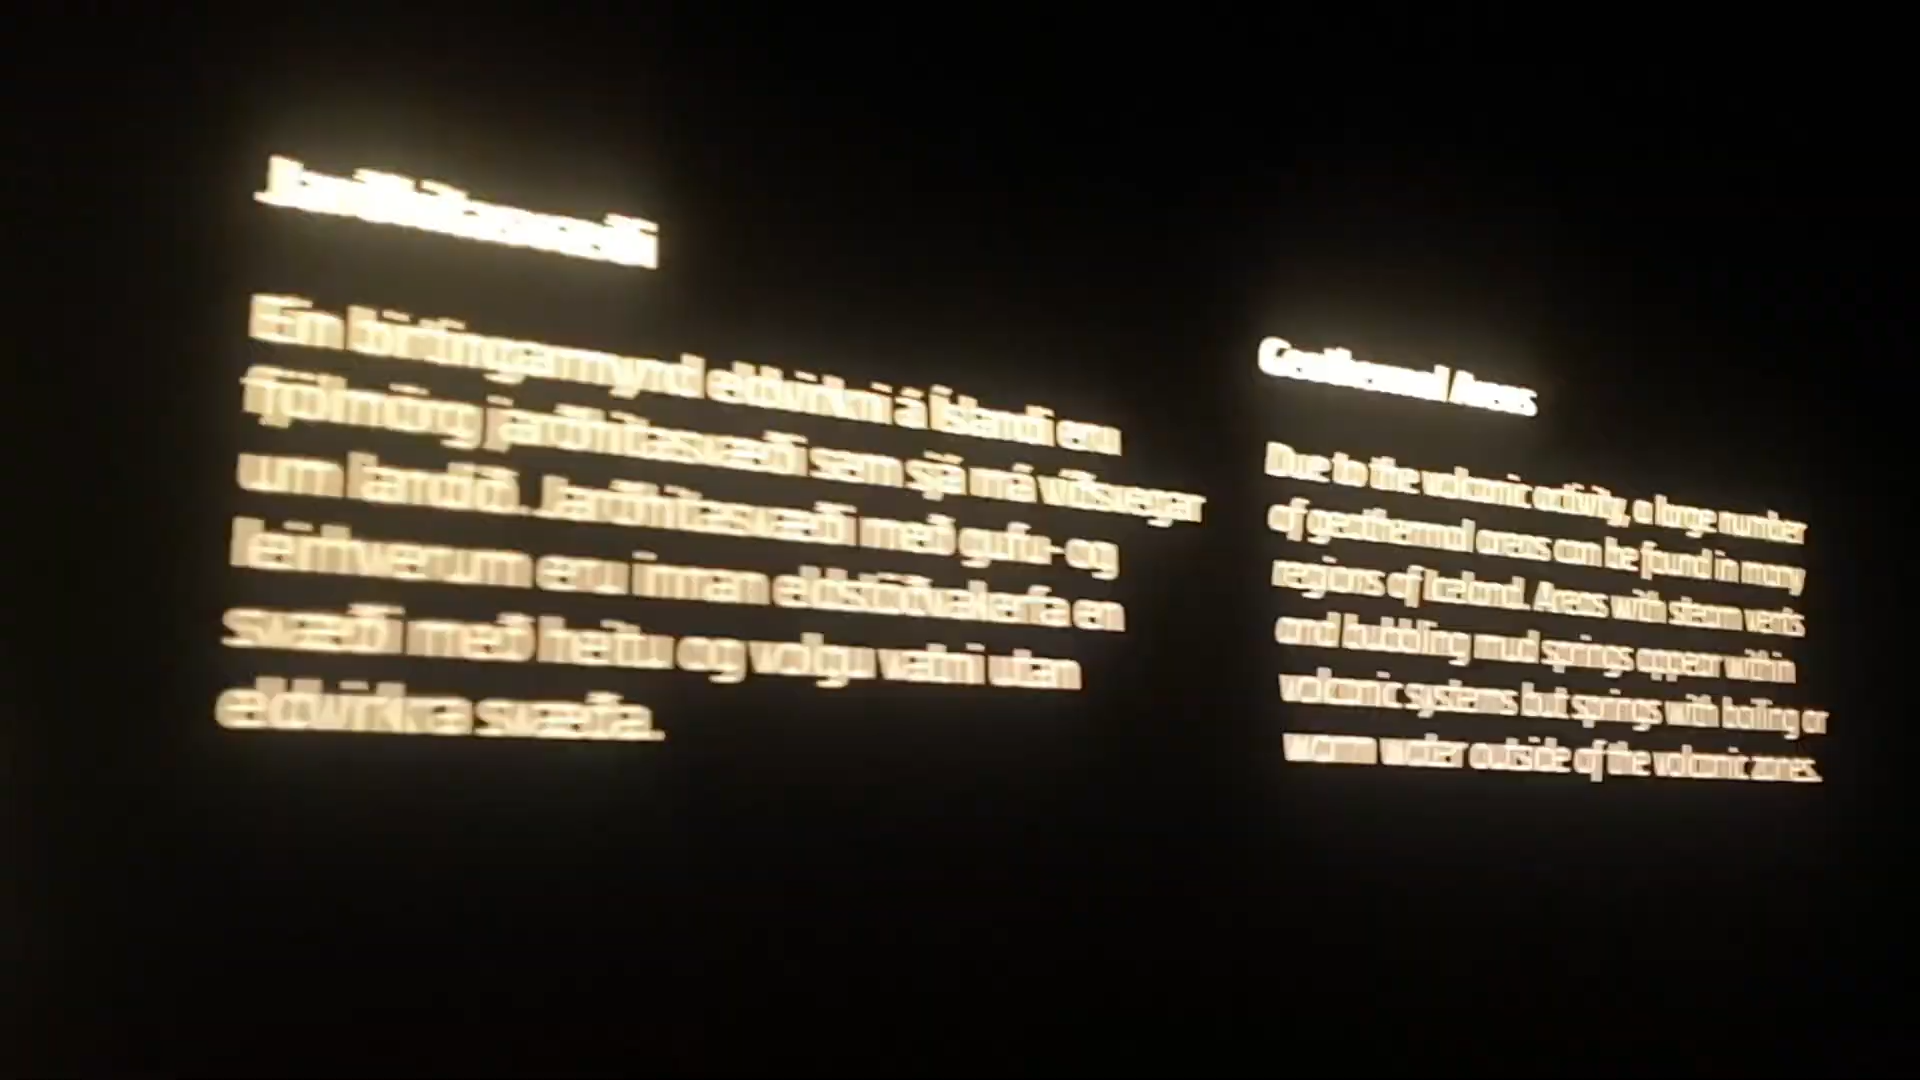 Jarðhitasvæði
Ein birtingarmynd eldvirkni á Íslandi eru
fjölmörg jarðhitasvæði sem sjá má víðsvegar
um landið. Jarðhitasvæði með gufu- og
leirhverum eru innan eldstöðvakerfa en
svæði með heitu og volgu vatni utan
eldvirkra svæða.
Geothermal Areas
Due to the volcanic activity, a large number
of geothermal areas can be found in many
regions of Iceland. Areas with steam vents
and bubbling mud springs appear within
volcanic systems but springs with boiling or
warm water outside of the volcanic zones.